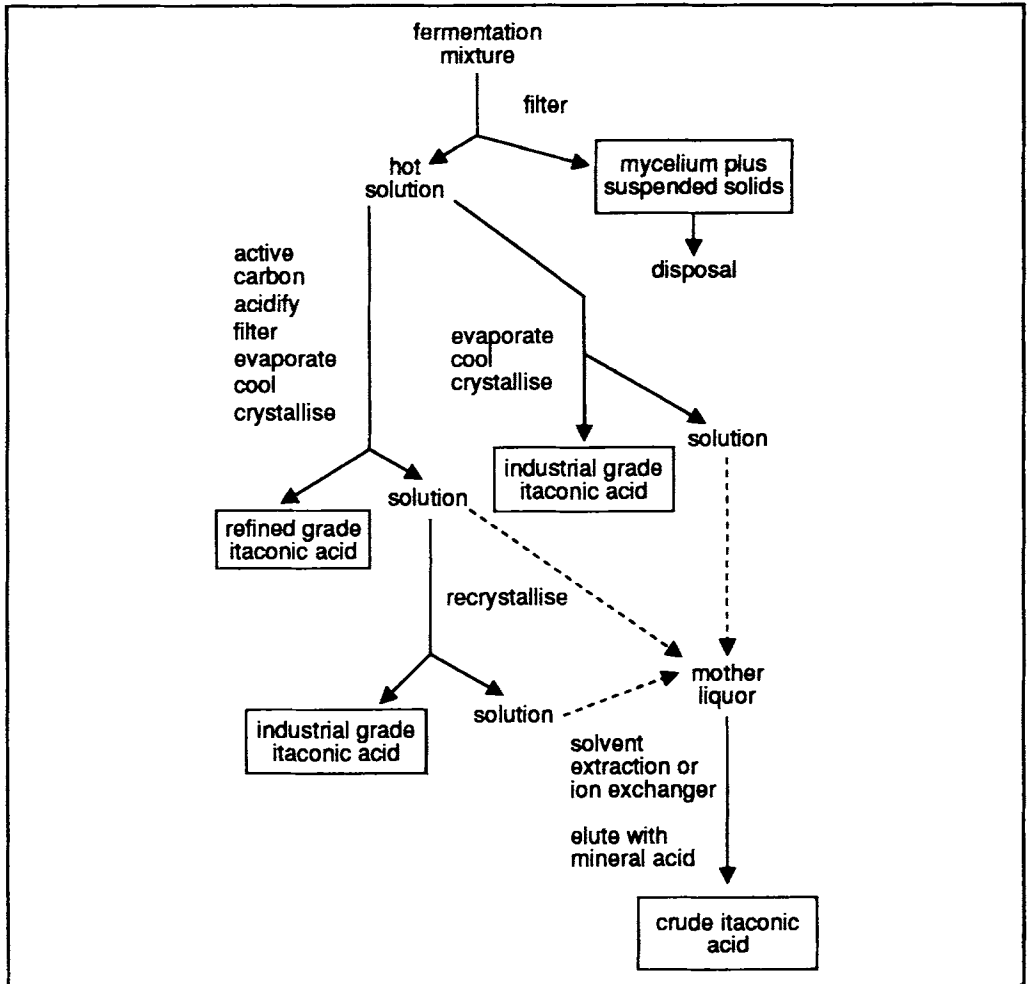 fermentation
mixture
filter
hot
solution
mycelium plus
suspended solids
disposal
active
carbon
acidify
filter
evaporate
cool
crystallise
evaporate
cool
crystallise
solution
industrial grade
itaconic acid
solution
refined grade
itaconic acid
recrystallise
mother
liquor
solution
industrial grade
itaconic acid
solvent
extraction or
ion exchanger
elute with
mineral acid
crude itaconic
acid